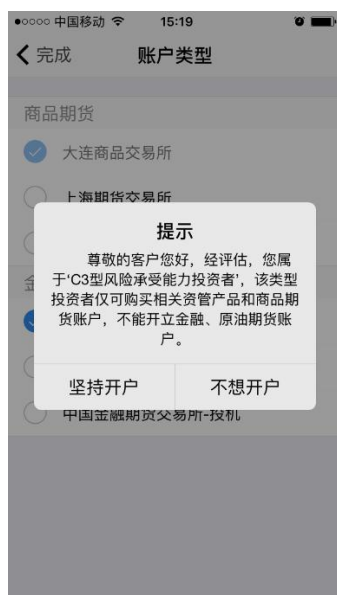 中国移动 15:19
完成 账户类型
商品期货
大连商品交易所
上海期货交易所
提示
尊敬的客户您好，经评估，您属
于‘C3型风险承受能力投资者’，该类型
投资者仅可购买相关资管产品和商品期
货账户，不能开立金融、原油期货账
户。
坚持开户 不想开户
中国金融期货交易所-投机